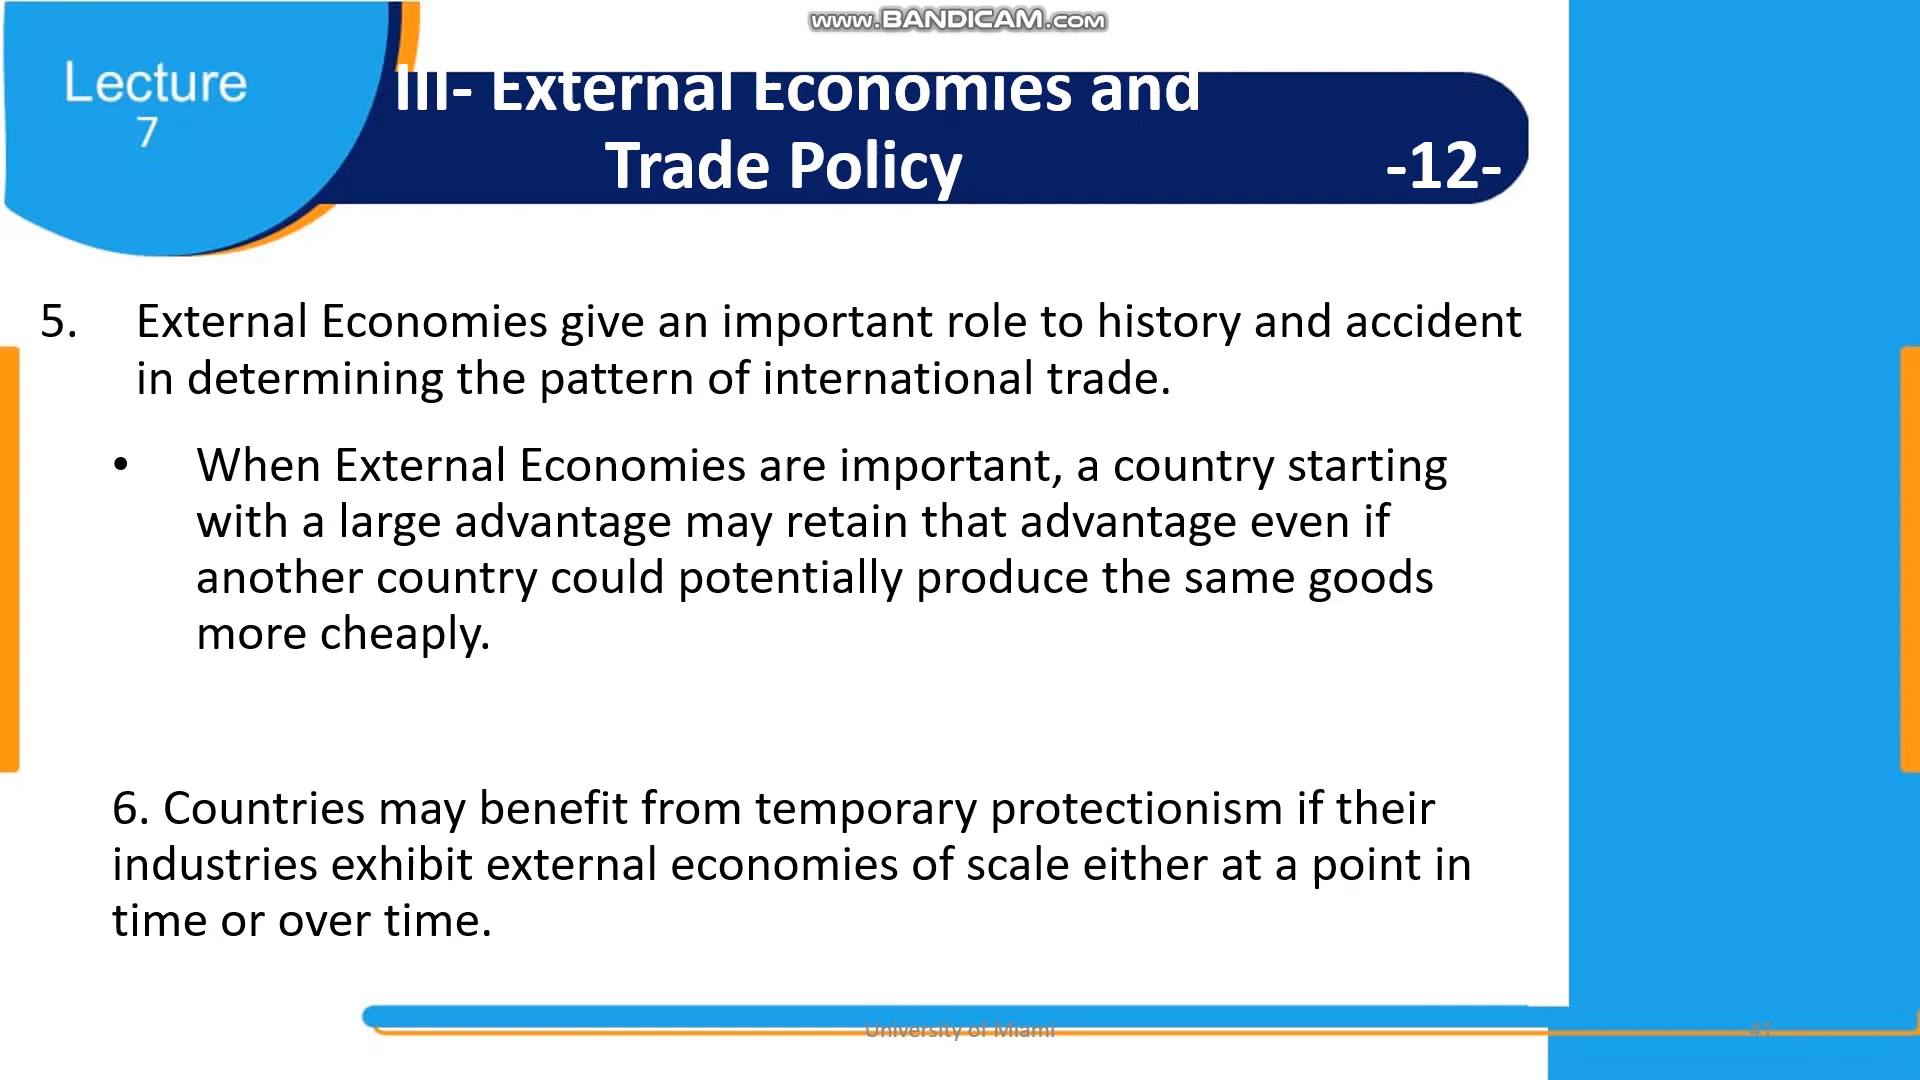 www.BANDICAM.com
Lecture
7
III- External Economies and
Trade Policy -12-
5. External Economies give an important role to history and accident
in determining the pattern of international trade.
• When External Economies are important, a country starting
with a large advantage may retain that advantage even if
another country could potentially produce the same goods
more cheaply.
6. Countries may benefit from temporary protectionism if their
industries exhibit external economies of scale either at a point in
time or over time.
University of Miami
41